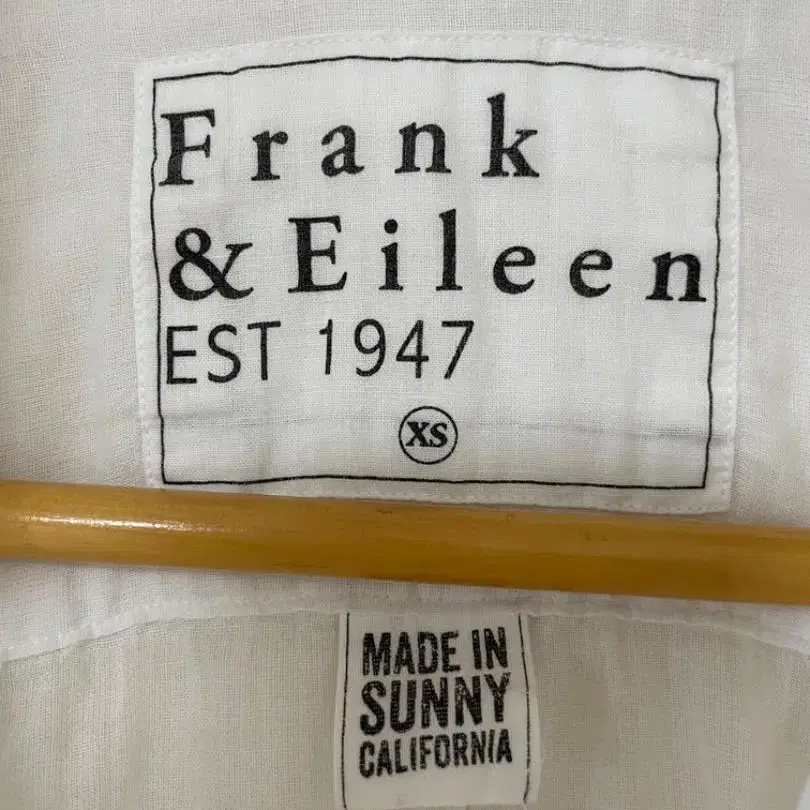 Frank
& Eileen
EST 1947
XS
MADE IN
SUNNY
CALIFORNIA